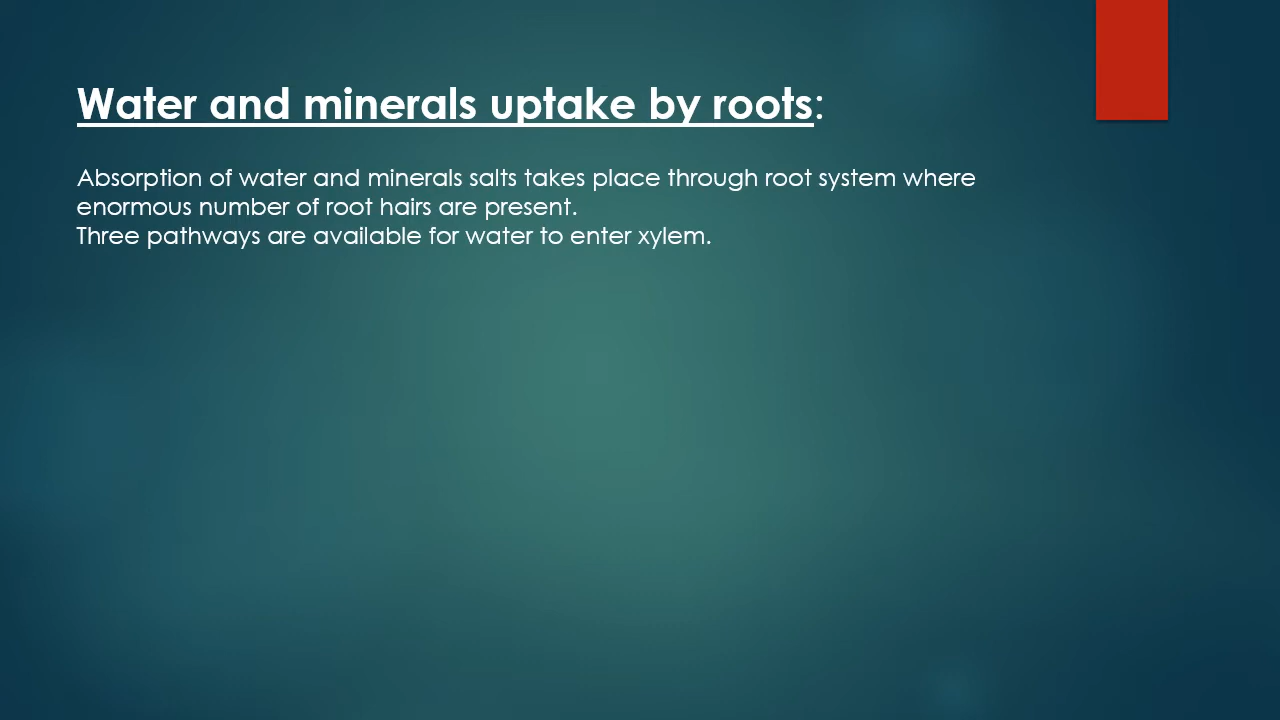 Water and minerals uptake by roots:
Absorption of water and minerals salts takes place through root system where
enormous number of root hairs are present.
Three pathways are available for water to enter xylem.